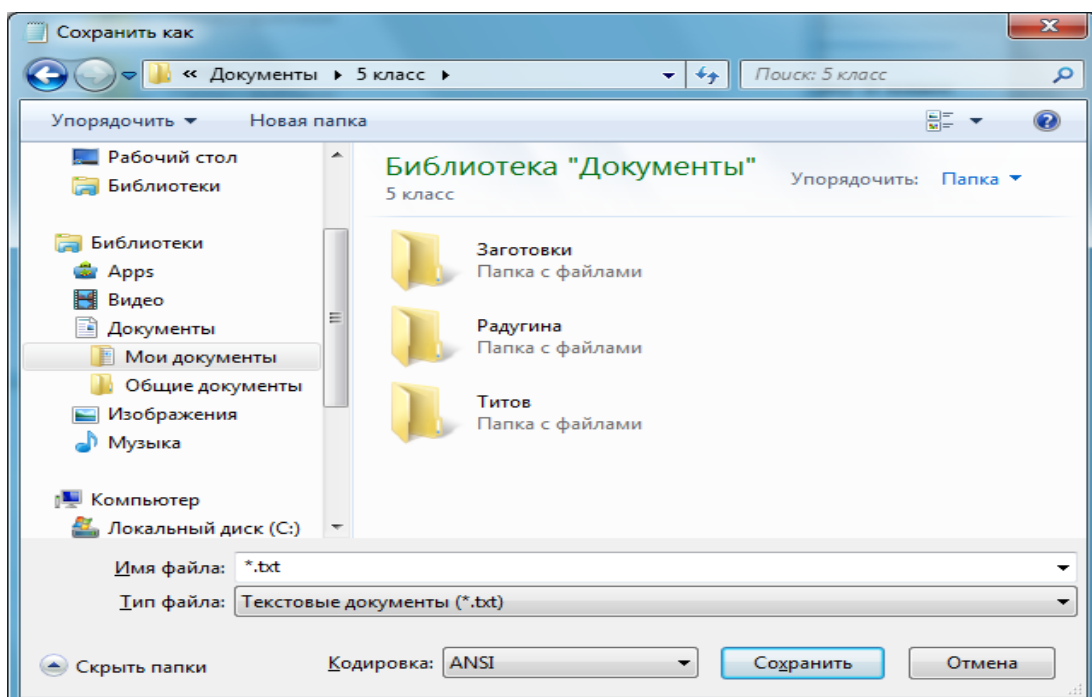 Сохранить как
« Документы 5 класс
Поиск: 5 класс
Упорядочить Новая папка
Рабочий стол
Библиотеки
Библиотеки
Apps
Видео
Документы
Мои документы
Общие документы
Изображения
Музыка
Компьютер
Локальный диск (C:)
Библиотека "Документы"
5 класс
Упорядочить: Папка
Заготовки
Папка с файлами
Радугина
Папка с файлами
Титов
Папка с файлами
Имя файла: *.txt
Тип файла: Текстовые документы (*.txt)
Скрыть папки Кодировка: ANSI Сохранить Отмена